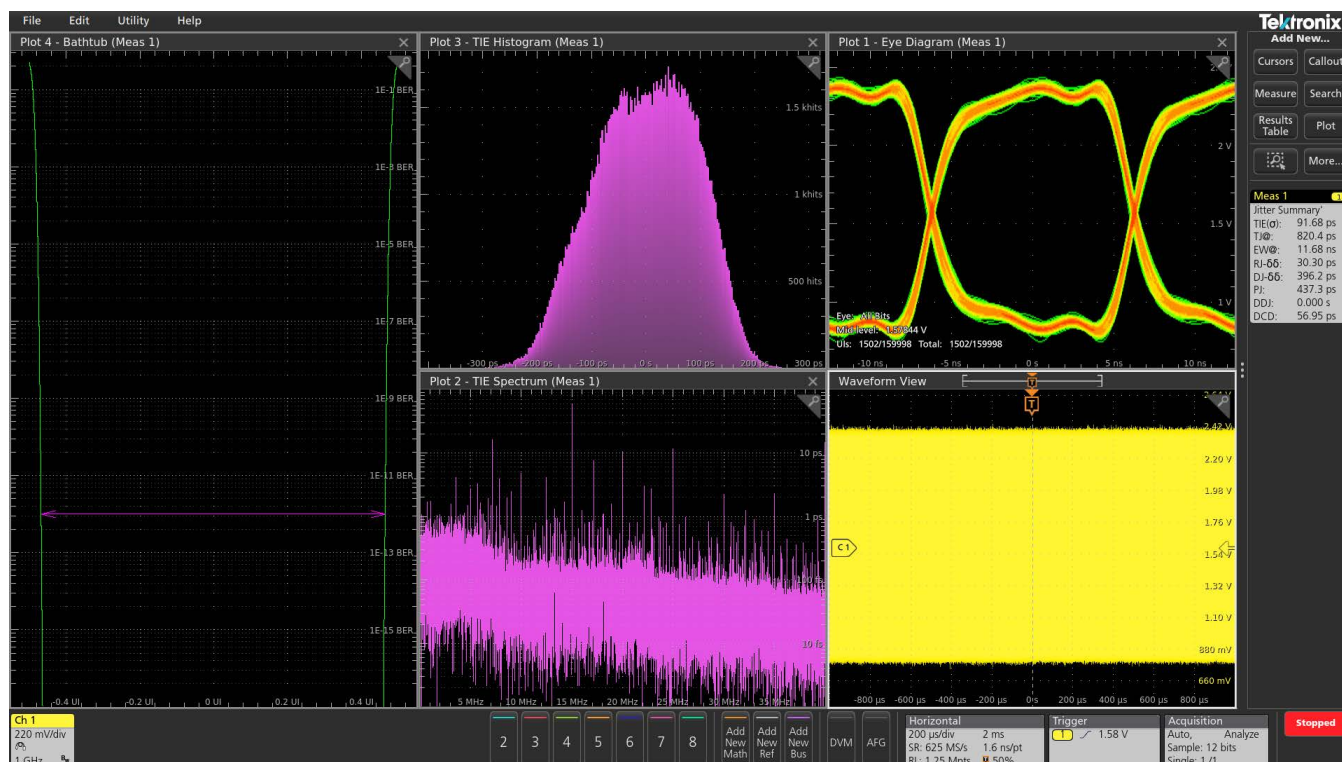 File Edit Utility Help
Tektronix
Plot 4 - Bathtub (Meas 1)
1E-1 BER
1E-3 BER
1E-5 BER
1E-7 BER
1E-9 BER
1E-11 BER
1E-13 BER
1E-15 BER
-0.4 UI -0.2 UI 0 UI 0.2 UI 0.4 UI
Plot 3 - TIE Histogram (Meas 1)
1.5 khits
1 khits
500 hits
-300 ps -200 ps -100 ps 0 s 100 ps 200 ps 300 ps
Plot 1 - Eye Diagram (Meas 1)
2 V
1.5 V
1 V
Eye: All Bits
UIs: 1502/159998 Total: 1502/159998
-10 ns -5 ns 0 s 5 ns 10 ns
Plot 2 - TIE Spectrum (Meas 1)
10 ps
1 ps
100 fs
10 fs
5 MHz 10 MHz 15 MHz 20 MHz 25 MHz 30 MHz 35 MHz
Waveform View
T
T
2.42 V
2.20 V
1.98 V
1.76 V
C1
1.54 V
1.32 V
1.10 V
880 mV
660 mV
-800 µs -600 µs -400 µs -200 µs 0 s 200 µs 400 µs 600 µs 800 µs
Add New...
Cursors Callout
Measure Search
Results Table Plot
More...
Meas 1 1
Jitter Summary'
TIE(σ): 91.68 ps
TJ@: 820.4 ps
EW@: 11.68 ns
RJ-δδ: 30.30 ps
DJ-δδ: 396.2 ps
PJ: 437.3 ps
DDJ: 0.000 s
DCD: 56.95 ps
Ch 1
220 mV/div
1 GHz
2 3 4 5 6 7 8
Add New Math
Add New Ref
Add New Bus
DVM AFG
Horizontal
200 µs/div 2 ms
SR: 625 MS/s 1.6 ns/pt
RL: 1.25 Mpts 50%
Trigger
1 1.58 V
Acquisition
Auto, Analyze
Sample: 12 bits
Single: 1 /1
Stopped